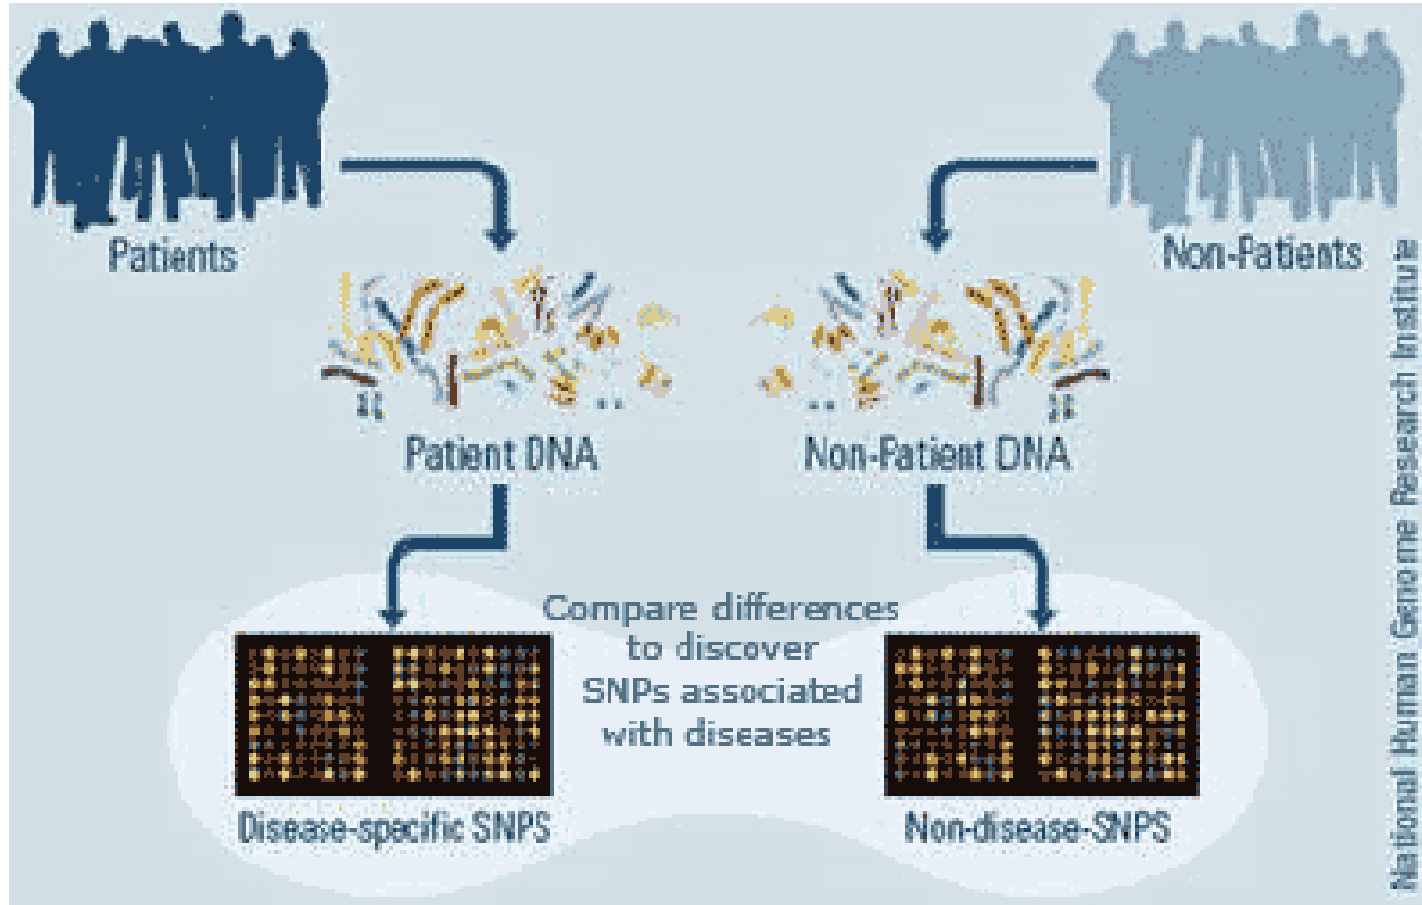 Patients
Non-Patients
Patient DNA
Non-Patient DNA
Compare differences
to discover
SNPs associated
with diseases
Disease-specific SNPS
Non-disease-SNPS
National Human Genome Research Institute